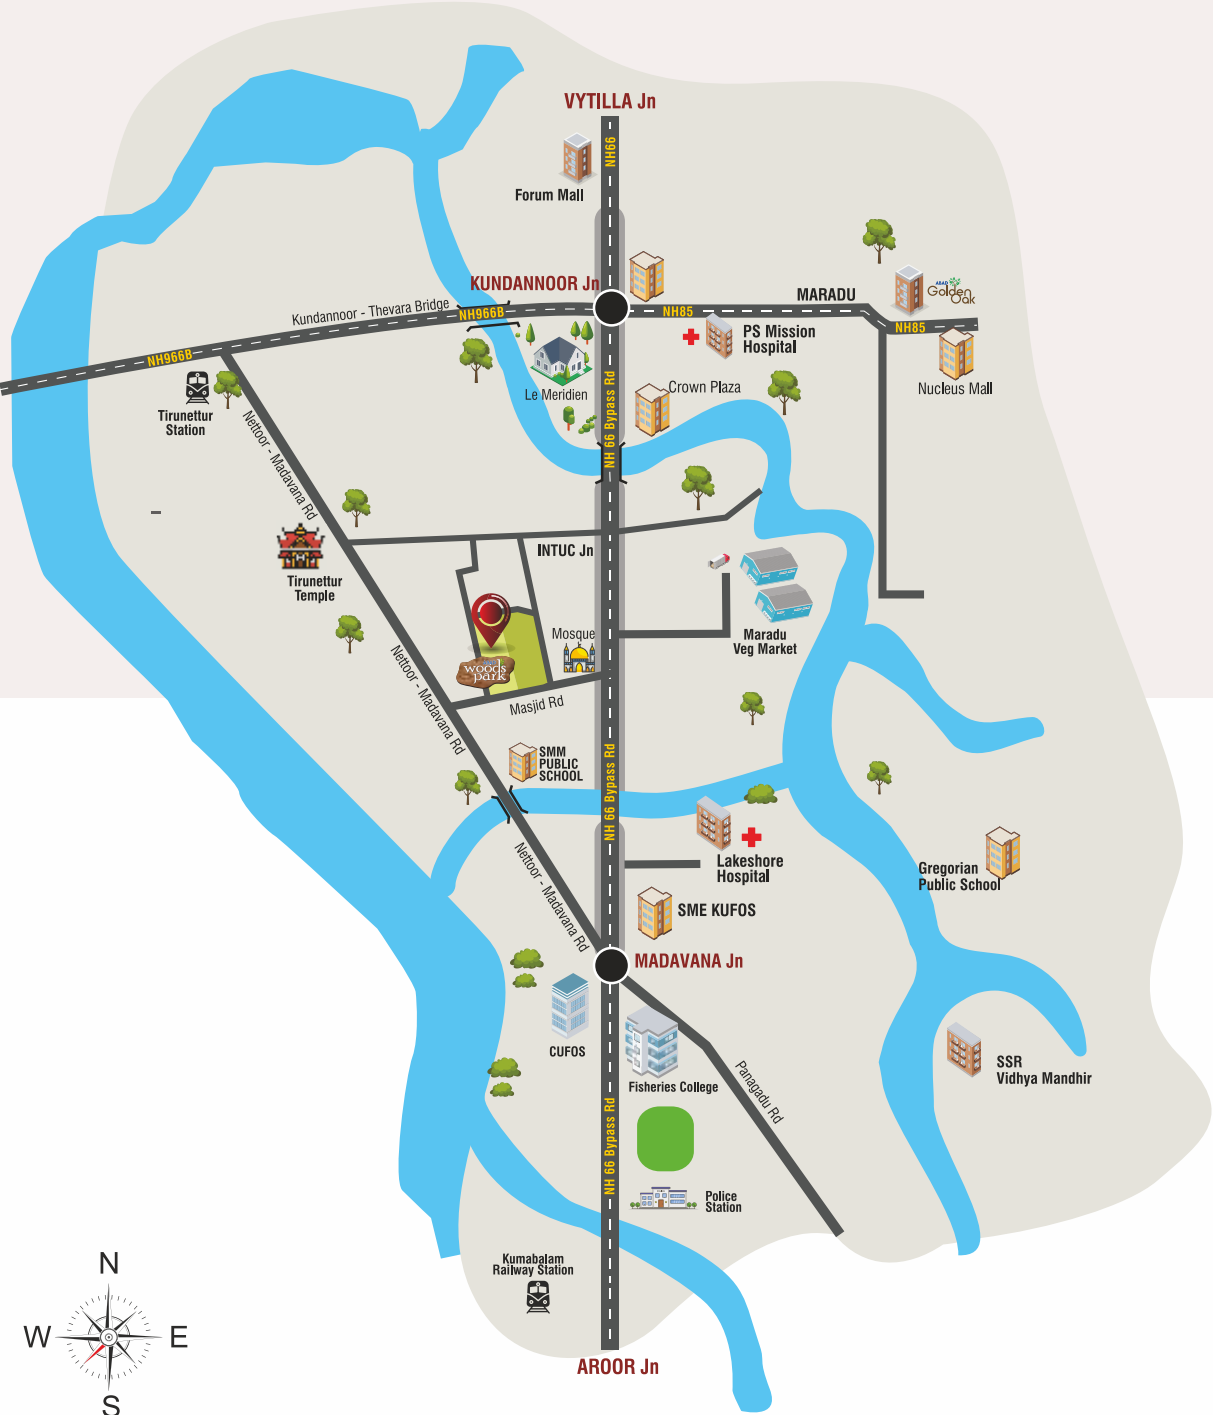 VYTILLA Jn
NH66
Forum Mall
KUNDANNOOR Jn
MARADU
ABAD
Golden
Oak
Kundannoor - Thevara Bridge
NH966B
NH85
NH85
NH966B
PS Mission
Hospital
Le Meridien
Crown Plaza
Nucleus Mall
Tirunettur
Station
NH 66 Bypass Rd
Nettoor - Madavana Rd
INTUC Jn
Tirunettur
Temple
Mosque
Maradu
Veg Market
woods
park
Masjid Rd
Nettoor - Madavana Rd
SMM
PUBLIC
SCHOOL
NH 66 Bypass Rd
Lakeshore
Hospital
Gregorian
Public School
Nettoor - Madavana Rd
SME KUFOS
MADAVANA Jn
CUFOS
Fisheries College
Panagadu Rd
SSR
Vidhya Mandhir
NH 66 Bypass Rd
Police
Station
Kumabalam
Railway Station
AROOR Jn
N
W
E
S